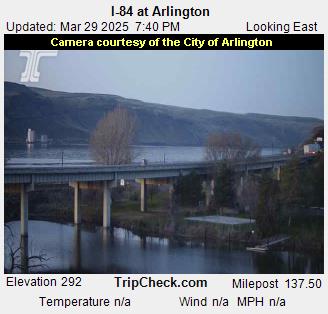 I-84 at Arlington
Updated: Mar 29 2025 7:40 PM Looking East
Camera courtesy of the City of Arlington
Elevation 292 TripCheck.com Milepost 137.50
Temperature n/a Wind n/a MPH n/a